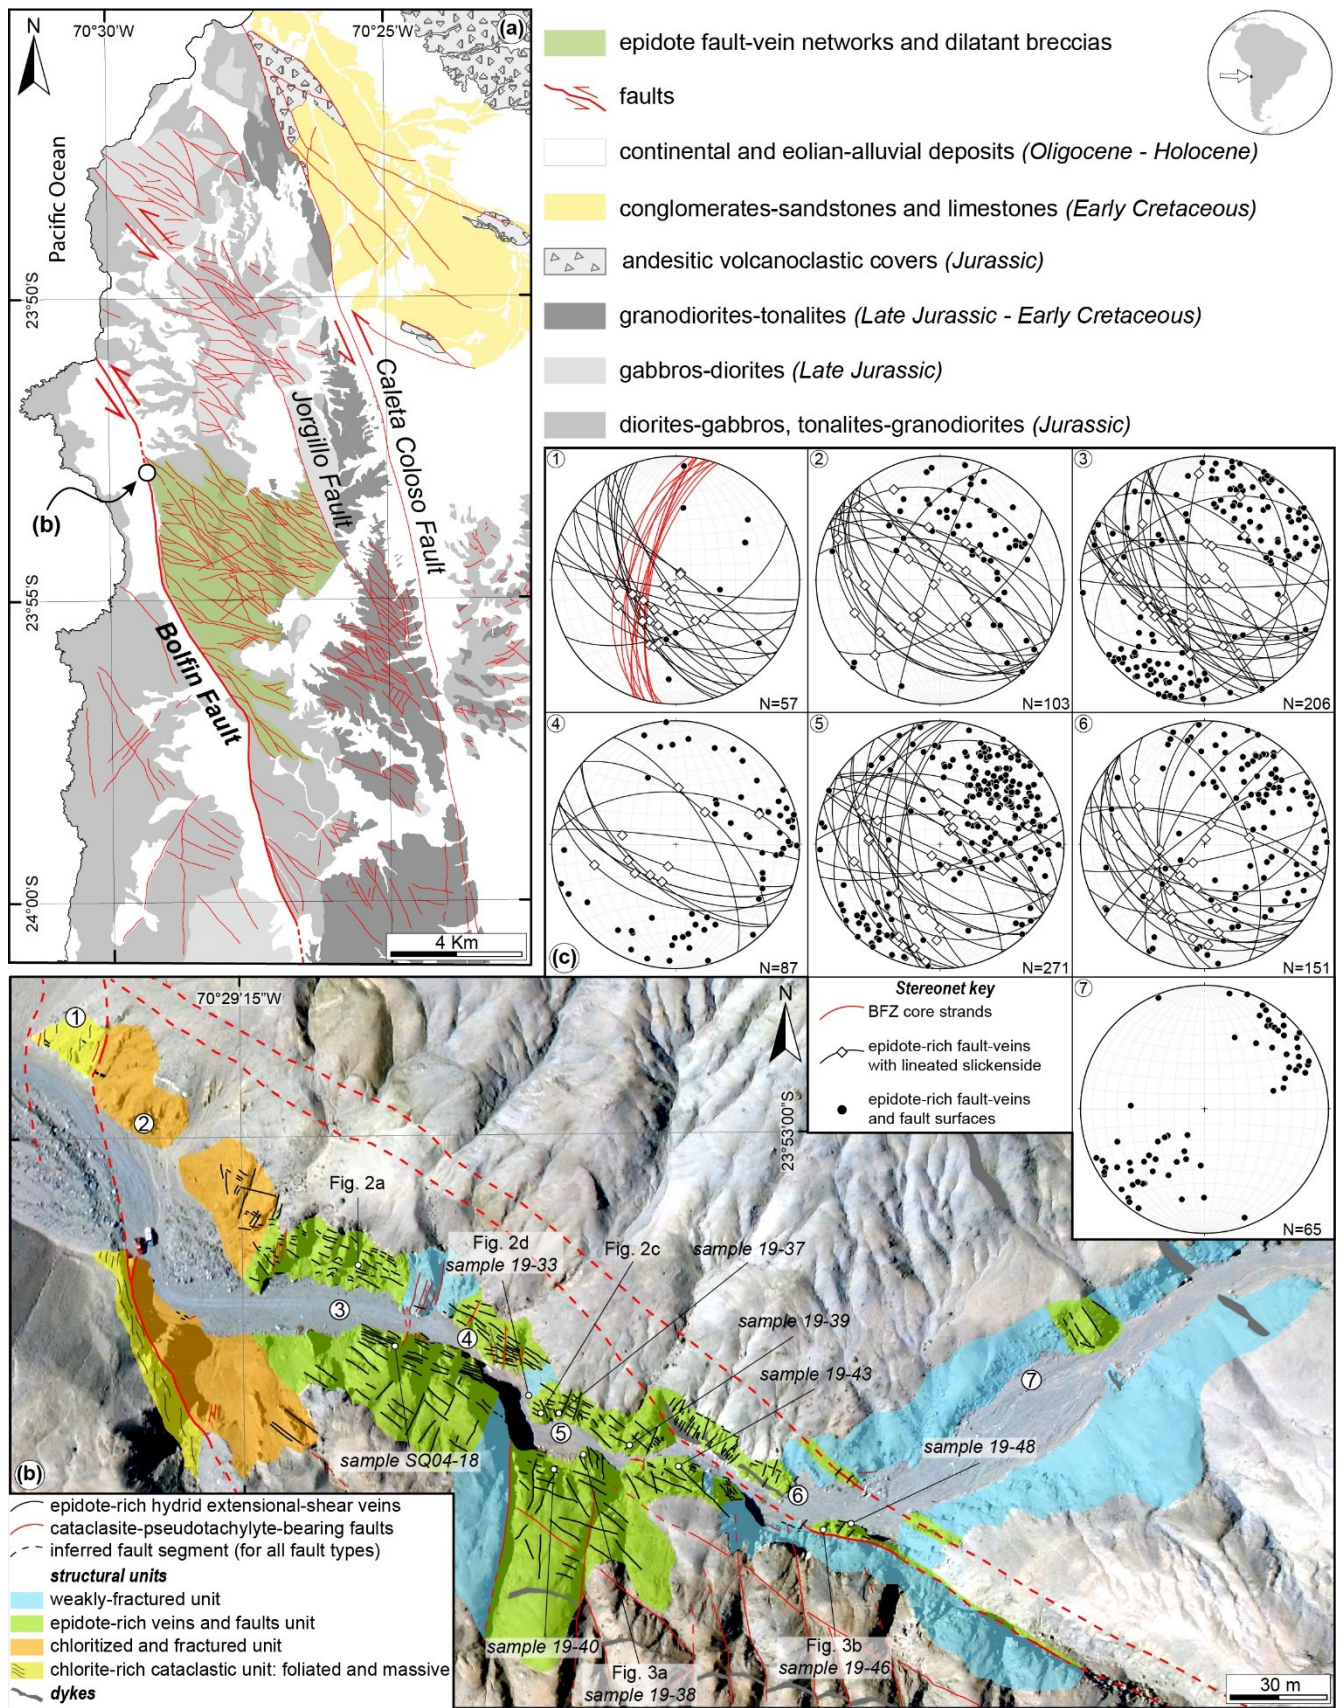 N
70°30'W
70°25'W
(a)
Pacific Ocean
23°50'S
23°55'S
24°00'S
Caleta Coloso Fault
Jorgillo Fault
Bolfin Fault
(b)
4 Km
epidote fault-vein networks and dilatant breccias
faults
continental and eolian-alluvial deposits (Oligocene - Holocene)
conglomerates-sandstones and limestones (Early Cretaceous)
andesitic volcanoclastic covers (Jurassic)
granodiorites-tonalites (Late Jurassic - Early Cretaceous)
gabbros-diorites (Late Jurassic)
diorites-gabbros, tonalites-granodiorites (Jurassic)
1
N=57
2
N=103
3
N=206
4
N=87
5
N=271
6
N=151
(c)
Stereonet key
BFZ core strands
epidote-rich fault-veins
with lineated slickenside
epidote-rich fault-veins
and fault surfaces
7
N=65
70°29'15"W
N
23°53'00"S
1
2
Fig. 2a
Fig. 2d
sample 19-33
Fig. 2c
sample 19-37
3
4
sample 19-39
sample 19-43
5
7
sample SQ04-18
sample 19-48
6
sample 19-40
Fig. 3a
sample 19-38
Fig. 3b
sample 19-46
30 m
(b)
epidote-rich hydrid extensional-shear veins
cataclasite-pseudotachylyte-bearing faults
inferred fault segment (for all fault types)
structural units
weakly-fractured unit
epidote-rich veins and faults unit
chloritized and fractured unit
chlorite-rich cataclastic unit: foliated and massive
dykes